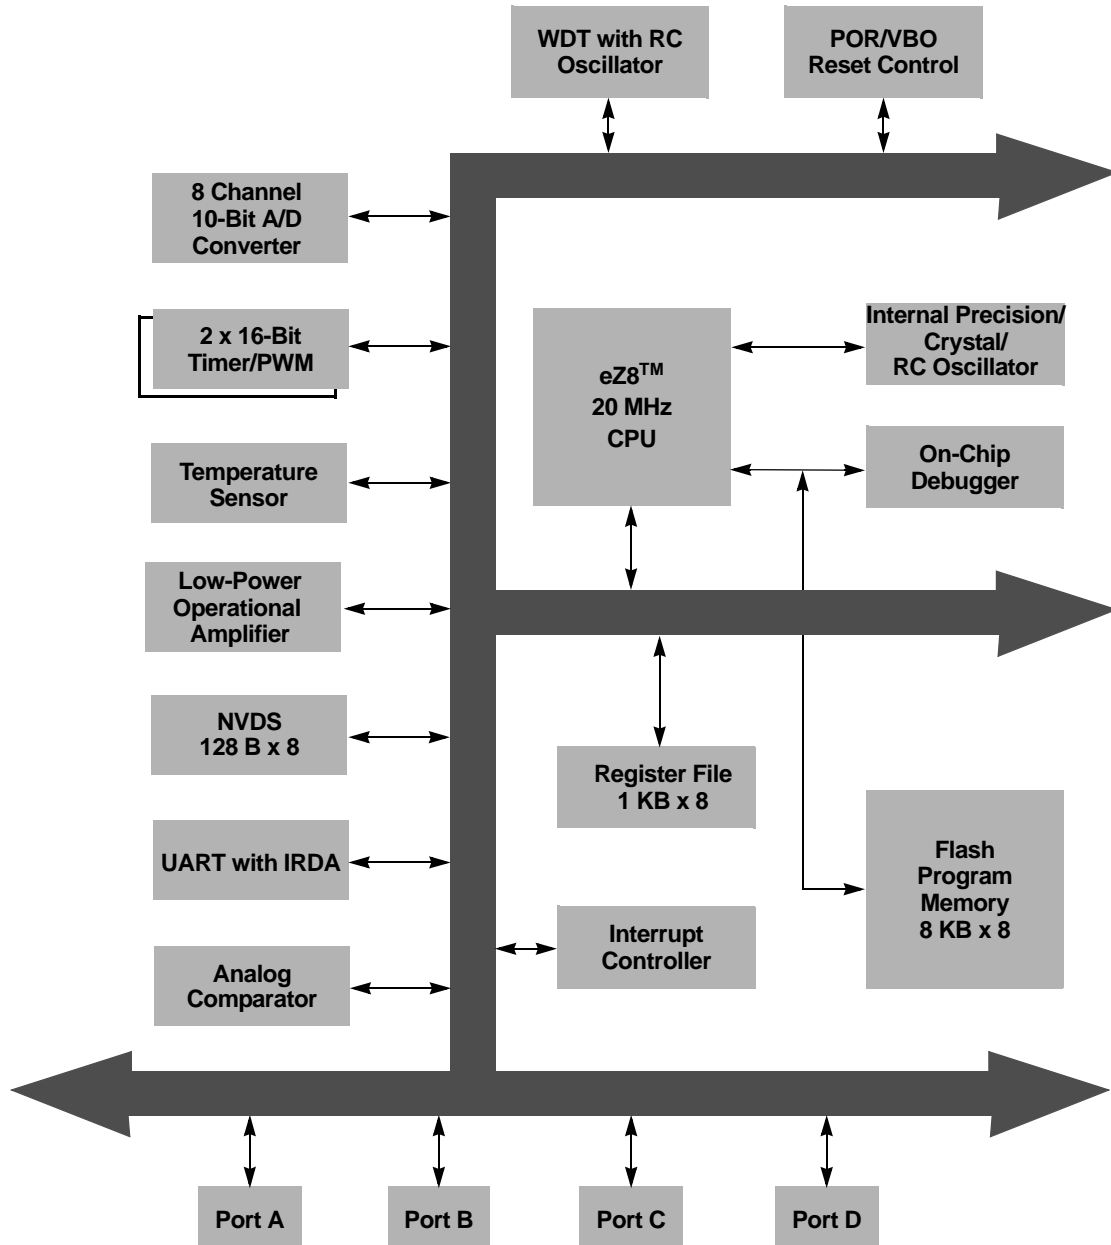 WDT with RC
Oscillator
POR/VBO
Reset Control
8 Channel
10-Bit A/D
Converter
2 x 16-Bit
Timer/PWM
eZ8TM
20 MHz
CPU
Internal Precision/
Crystal/
RC Oscillator
Temperature
Sensor
On-Chip
Debugger
Low-Power
Operational
Amplifier
NVDS
128 B x 8
Register File
1 KB x 8
UART with IRDA
Flash
Program
Memory
8 KB x 8
Interrupt
Controller
Analog
Comparator
Port A
Port B
Port C
Port D